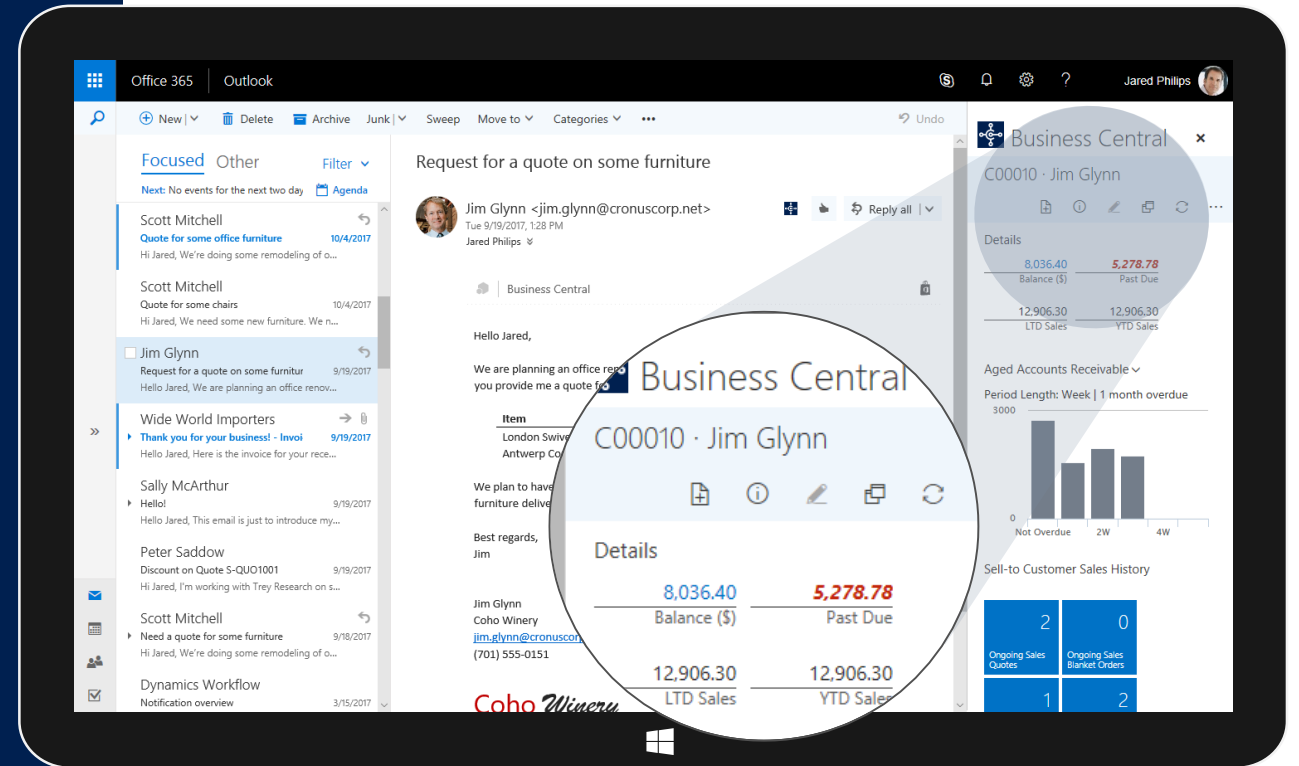 Office 365
Outlook
Jared Philips
New
Delete
Archive
Junk
Sweep
Move to
Categories
Undo
Focused
Other
Filter
Next: No events for the next two day
Agenda
Scott Mitchell
Quote for some office furniture 10/4/2017
Hi Jared, We're doing some remodeling of o...
Scott Mitchell
Quote for some chairs 10/4/2017
Hi Jared, We need some new furniture. We n...
Jim Glynn
Request for a quote on some furnitur 9/19/2017
Hello Jared, We are planning an office renov...
Wide World Importers
Thank you for your business! - Invoi 9/19/2017
Hello Jared, Here is the invoice for your rece...
Sally McArthur
Hello! 9/19/2017
Hello Jared, This email is just to introduce my...
Peter Saddow
Discount on Quote S-QUO1001 9/19/2017
Hi Jared, I'm working with Trey Research on s...
Scott Mitchell
Need a quote for some furniture 9/18/2017
Hi Jared, We're doing some remodeling of o...
Dynamics Workflow
Notification overview 3/15/2017
Request for a quote on some furniture
Jim Glynn <jim.glynn@cronuscorp.net>
Tue 9/19/2017, 1:28 PM
Jared Philips
Reply all
Business Central
Hello Jared,
We are planning an office reno
you provide me a quote fo
Item
London Swive
Antwerp Co
We plan to have
furniture delive
Best regards,
Jim
Jim Glynn
Coho Winery
jim.glynn@cronuscorp
(701) 555-0151
Coho Winery
Business Central
C00010 · Jim Glynn
Details
8,036.40 5,278.78
Balance ($) Past Due
12,906.30 12,906.30
LTD Sales YTD Sales
Business Central
C00010 · Jim Glynn
Details
8,036.40 5,278.78
Balance ($) Past Due
12,906.30 12,906.30
LTD Sales YTD Sales
Aged Accounts Receivable
Period Length: Week | 1 month overdue
3000
0
Not Overdue 2W 4W
Sell-to Customer Sales History
2 0
Ongoing Sales Quotes
Ongoing Sales Blanket Orders
1 2